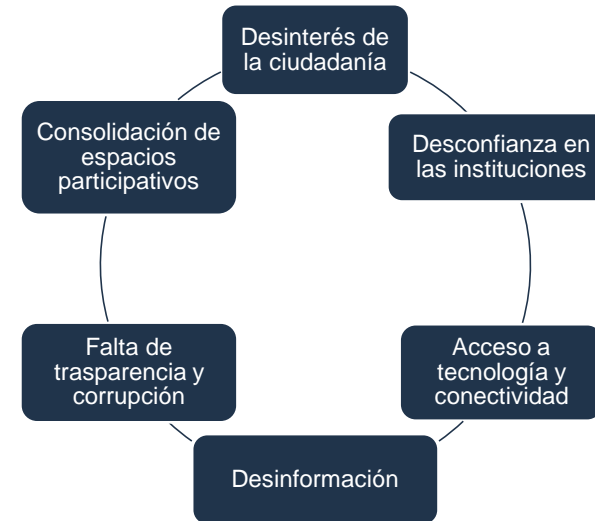 Desinterés de
la ciudadanía
Desconfianza en
las instituciones
Acceso a
tecnología y
conectividad
Desinformación
Falta de
trasparencia y
corrupción
Consolidación de
espacios
participativos